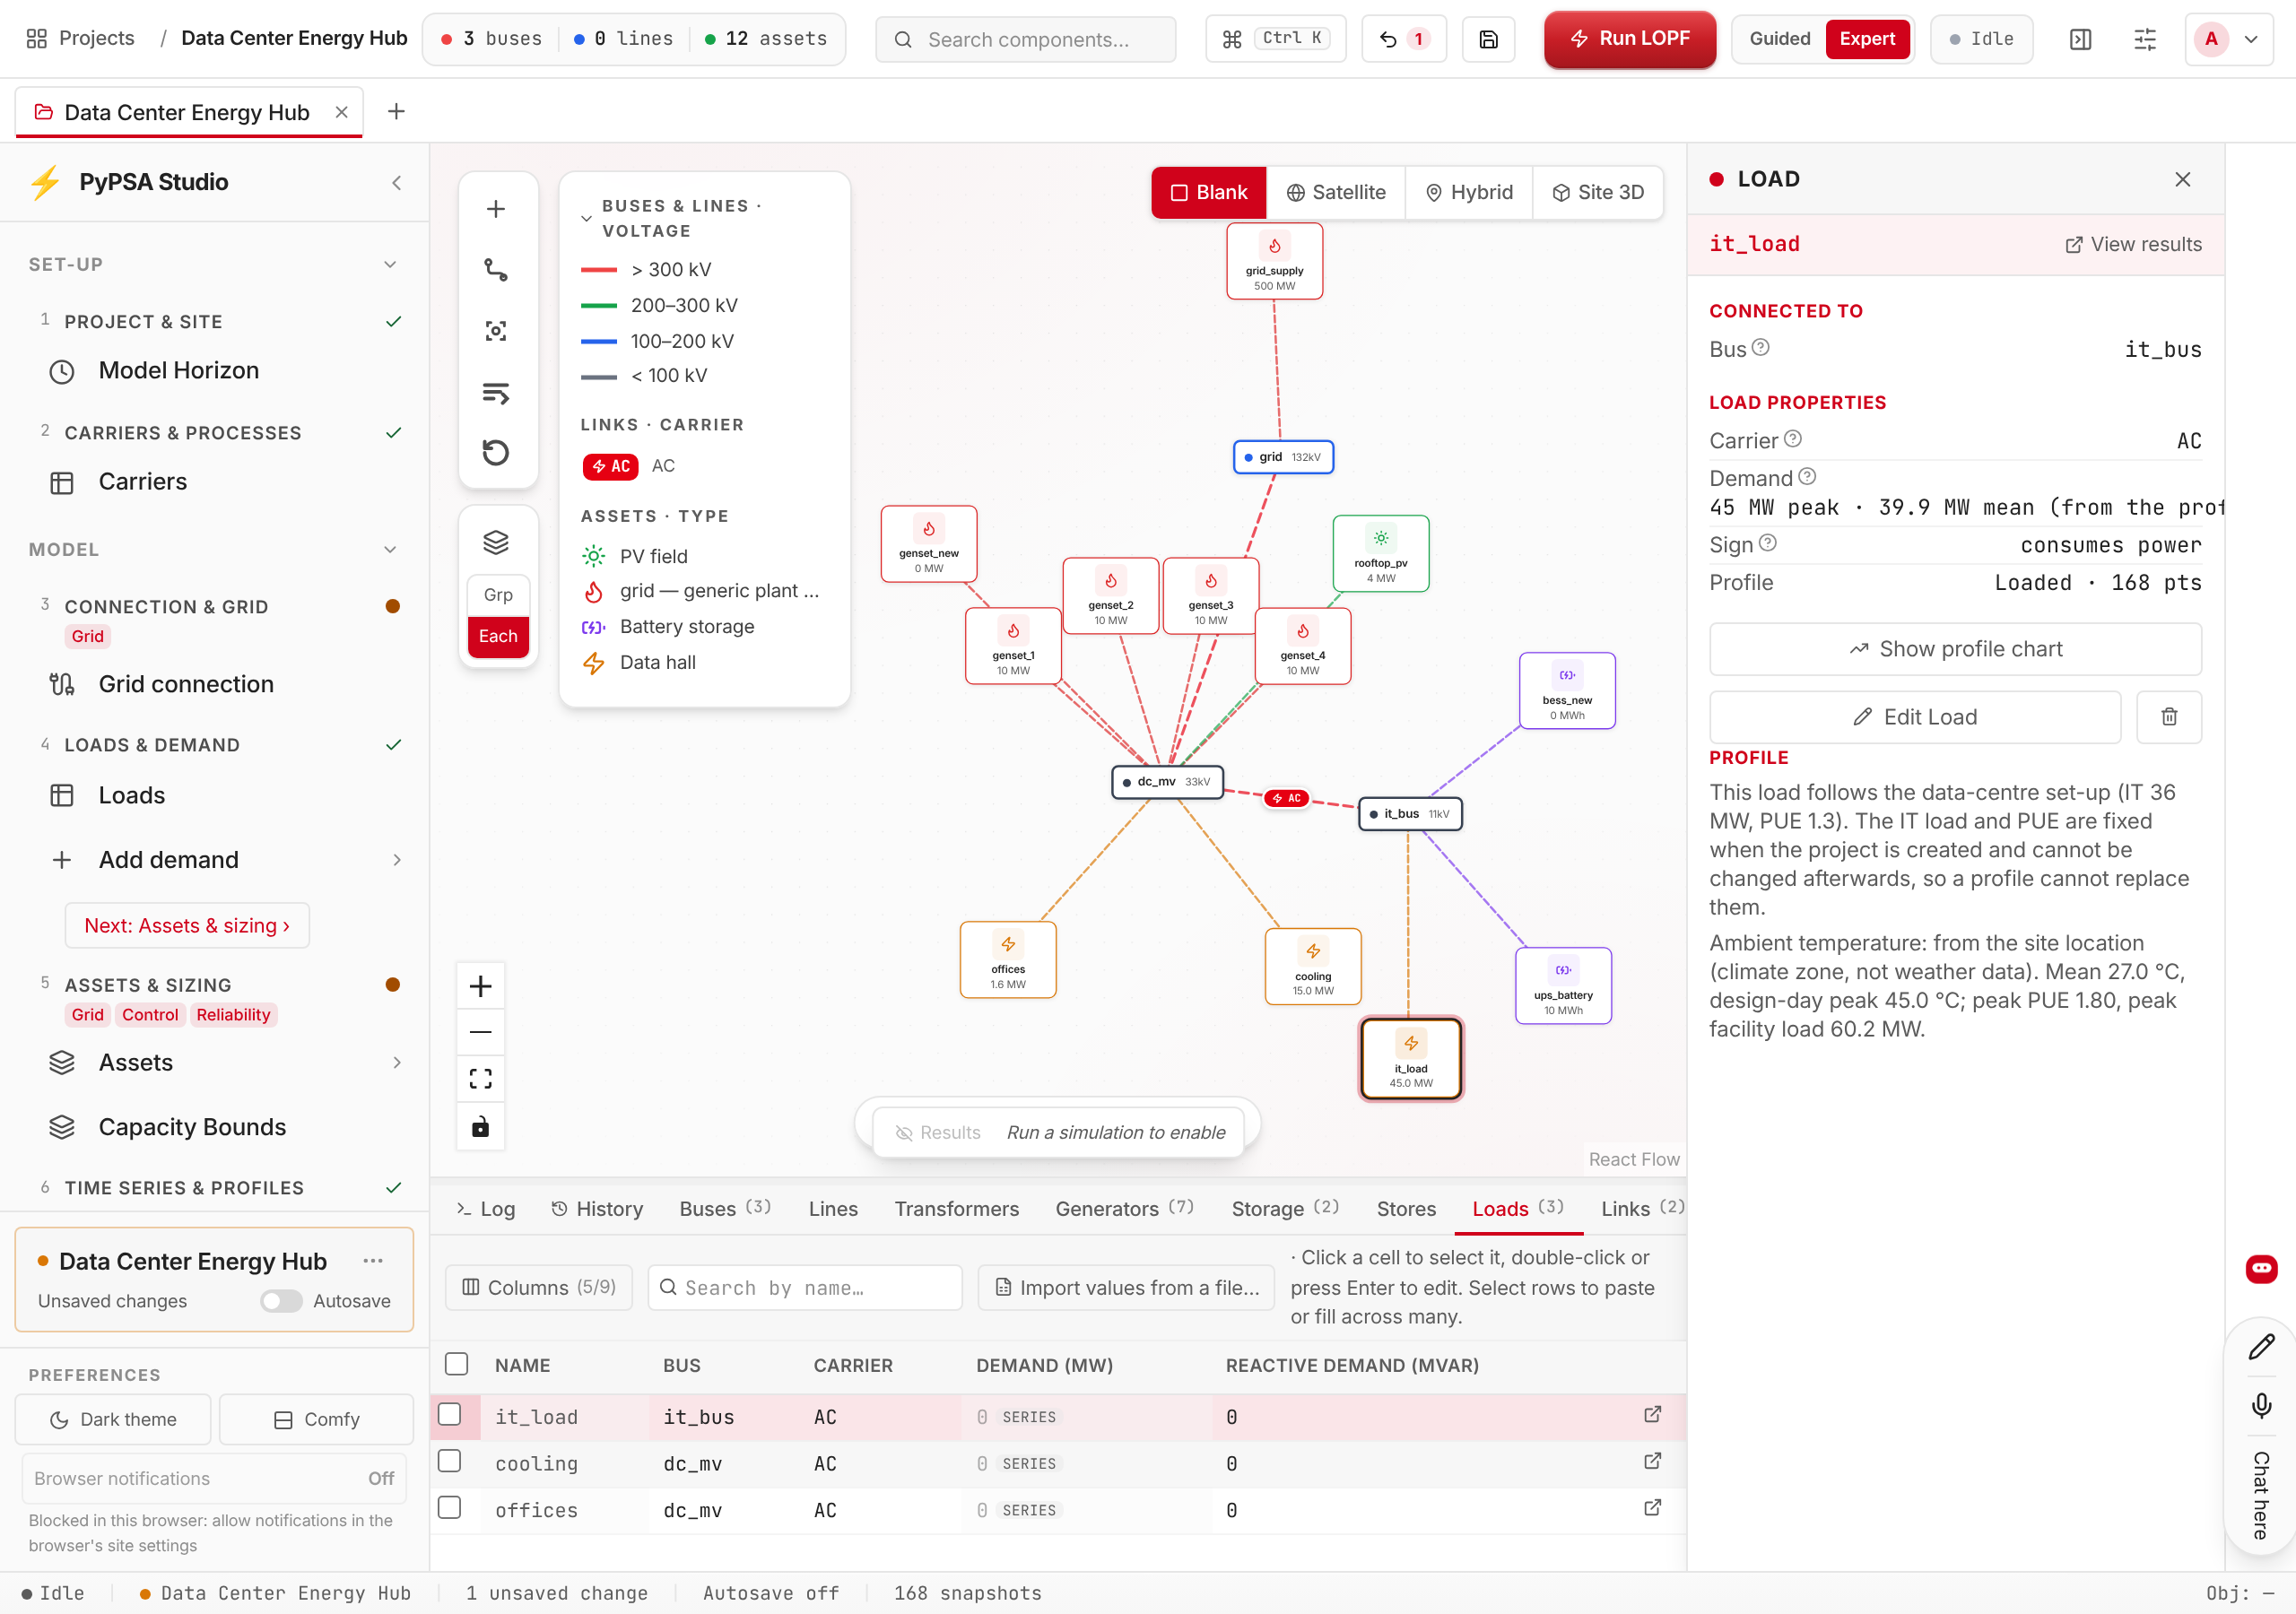 Projects / Data Center Energy Hub
3 buses 0 lines 12 assets
Search components...
Ctrl K
1
Run LOPF
Guided Expert
Idle
A
Data Center Energy Hub
PyPSA Studio
SET-UP
1 PROJECT & SITE
Model Horizon
2 CARRIERS & PROCESSES
Carriers
MODEL
3 CONNECTION & GRID
Grid
Grid connection
4 LOADS & DEMAND
Loads
Add demand
Next: Assets & sizing ›
5 ASSETS & SIZING
Grid Control Reliability
Assets
Capacity Bounds
6 TIME SERIES & PROFILES
Data Center Energy Hub
Unsaved changes Autosave
PREFERENCES
Dark theme Comfy
Browser notifications Off
Blocked in this browser: allow notifications in the
browser's site settings
Grp
Each
BUSES & LINES ·
VOLTAGE
> 300 kV
200–300 kV
100–200 kV
< 100 kV
LINKS · CARRIER
AC AC
ASSETS · TYPE
PV field
grid — generic plant ...
Battery storage
Data hall
Blank Satellite Hybrid Site 3D
grid_supply
500 MW
grid 132kV
genset_new
0 MW
genset_1
10 MW
genset_2
10 MW
genset_3
10 MW
genset_4
10 MW
rooftop_pv
4 MW
bess_new
0 MWh
dc_mv 33kV
AC
it_bus 11kV
offices
1.6 MW
cooling
15.0 MW
ups_battery
10 MWh
it_load
45.0 MW
Results Run a simulation to enable
React Flow
Log History Buses (3) Lines Transformers Generators (7) Storage (2) Stores Loads (3) Links (2)
Columns (5/9)
Search by name…
Import values from a file...
· Click a cell to select it, double-click or
press Enter to edit. Select rows to paste
or fill across many.
NAME BUS CARRIER DEMAND (MW) REACTIVE DEMAND (MVAR)
it_load it_bus AC 0 SERIES 0
cooling dc_mv AC 0 SERIES 0
offices dc_mv AC 0 SERIES 0
LOAD
it_load View results
CONNECTED TO
Bus it_bus
LOAD PROPERTIES
Carrier AC
Demand
45 MW peak · 39.9 MW mean (from the prof
Sign consumes power
Profile Loaded · 168 pts
Show profile chart
Edit Load
PROFILE
This load follows the data-centre set-up (IT 36
MW, PUE 1.3). The IT load and PUE are fixed
when the project is created and cannot be
changed afterwards, so a profile cannot replace
them.
Ambient temperature: from the site location
(climate zone, not weather data). Mean 27.0 °C,
design-day peak 45.0 °C; peak PUE 1.80, peak
facility load 60.2 MW.
Chat here
Idle Data Center Energy Hub 1 unsaved change Autosave off 168 snapshots Obj: —